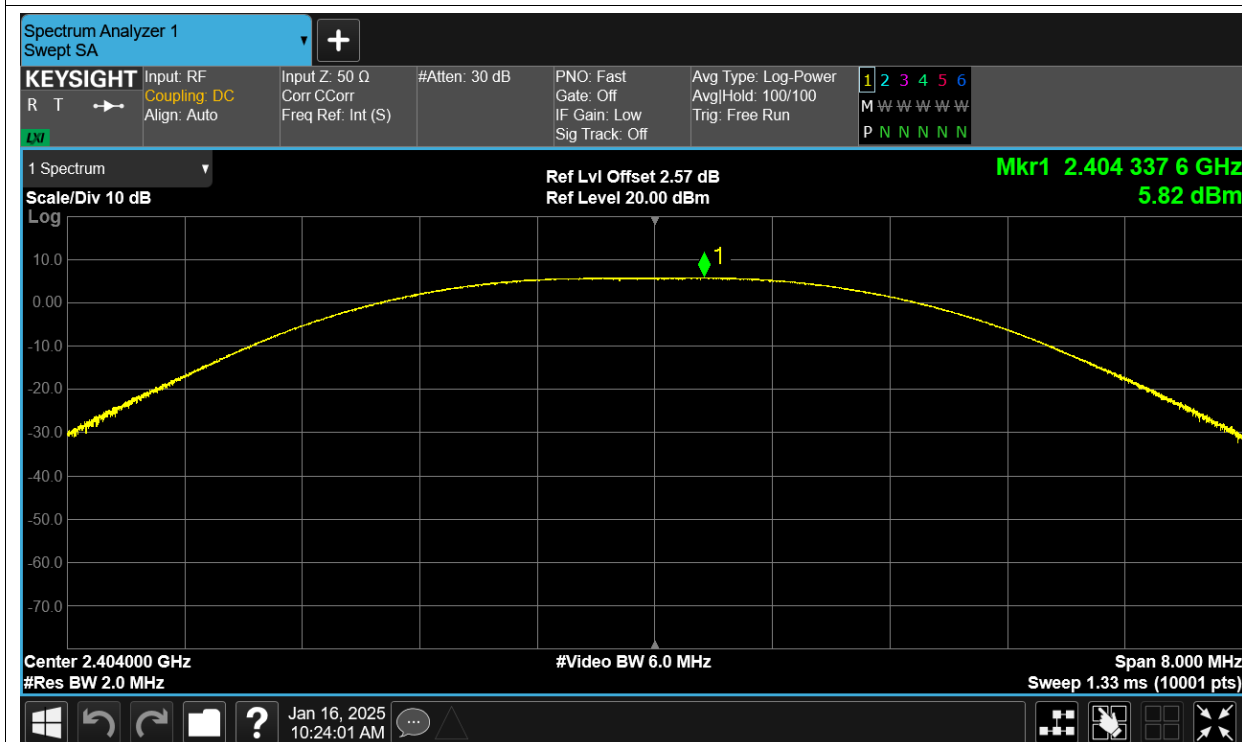 Spectrum Analyzer 1
Swept SA
KEYSIGHT
R T
LXI
Input: RF
Coupling: DC
Align: Auto
Input Z: 50 Ω
Corr CCorr
Freq Ref: Int (S)
#Atten: 30 dB
PNO: Fast
Gate: Off
IF Gain: Low
Sig Track: Off
Avg Type: Log-Power
Avg|Hold: 100/100
Trig: Free Run
1 2 3 4 5 6
M W W W W W
P N N N N N
1 Spectrum
Scale/Div 10 dB
Log
Ref Lvl Offset 2.57 dB
Ref Level 20.00 dBm
Mkr1 2.404 337 6 GHz
5.82 dBm
1
10.0
0.00
-10.0
-20.0
-30.0
-40.0
-50.0
-60.0
-70.0
Center 2.404000 GHz
#Res BW 2.0 MHz
#Video BW 6.0 MHz
Span 8.000 MHz
Sweep 1.33 ms (10001 pts)
?
Jan 16, 2025
10:24:01 AM